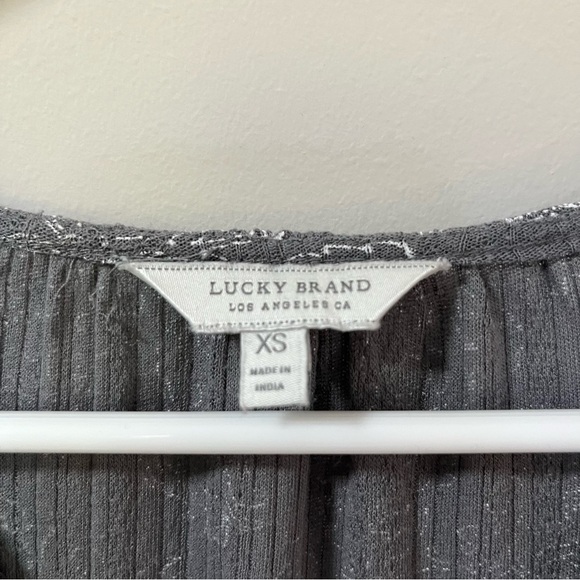 LUCKY BRAND
LOS ANGELES CA
XS
MADE IN
INDIA